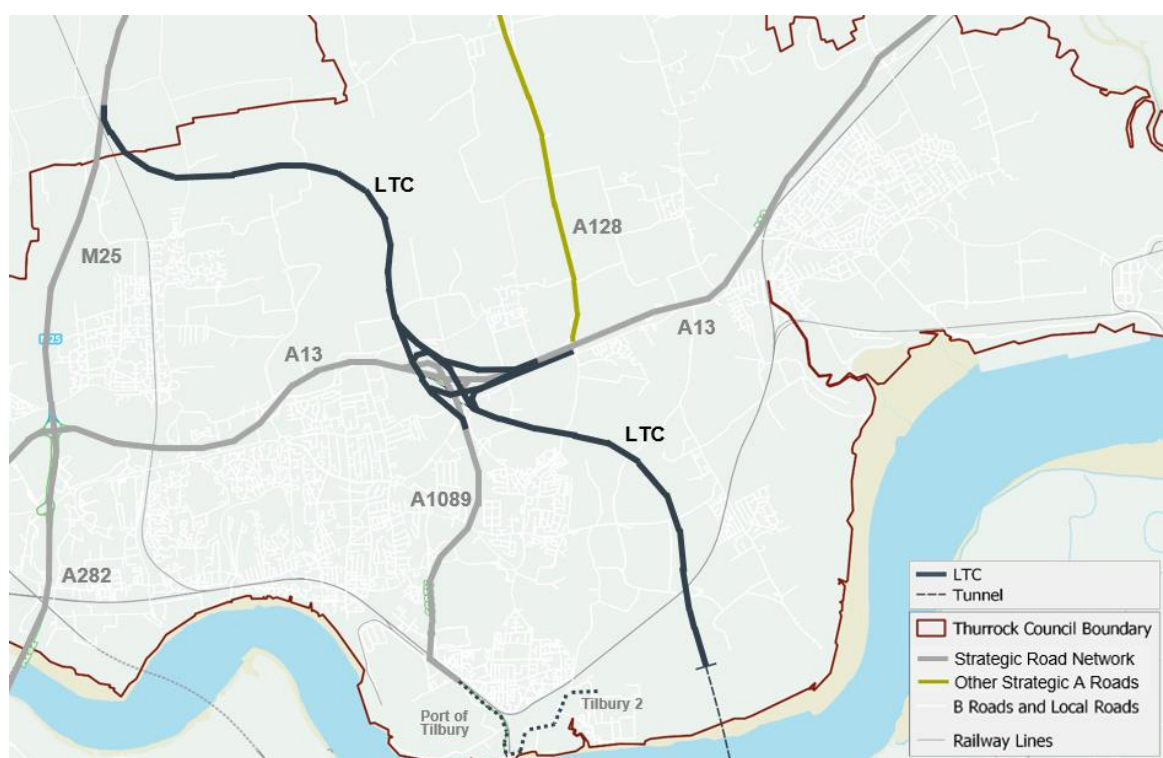 LTC
A128
M25
A13
A13
M25
LTC
A1089
A282
Port of
Tilbury
Tilbury 2
LTC
Tunnel
Thurrock Council Boundary
Strategic Road Network
Other Strategic A Roads
B Roads and Local Roads
Railway Lines